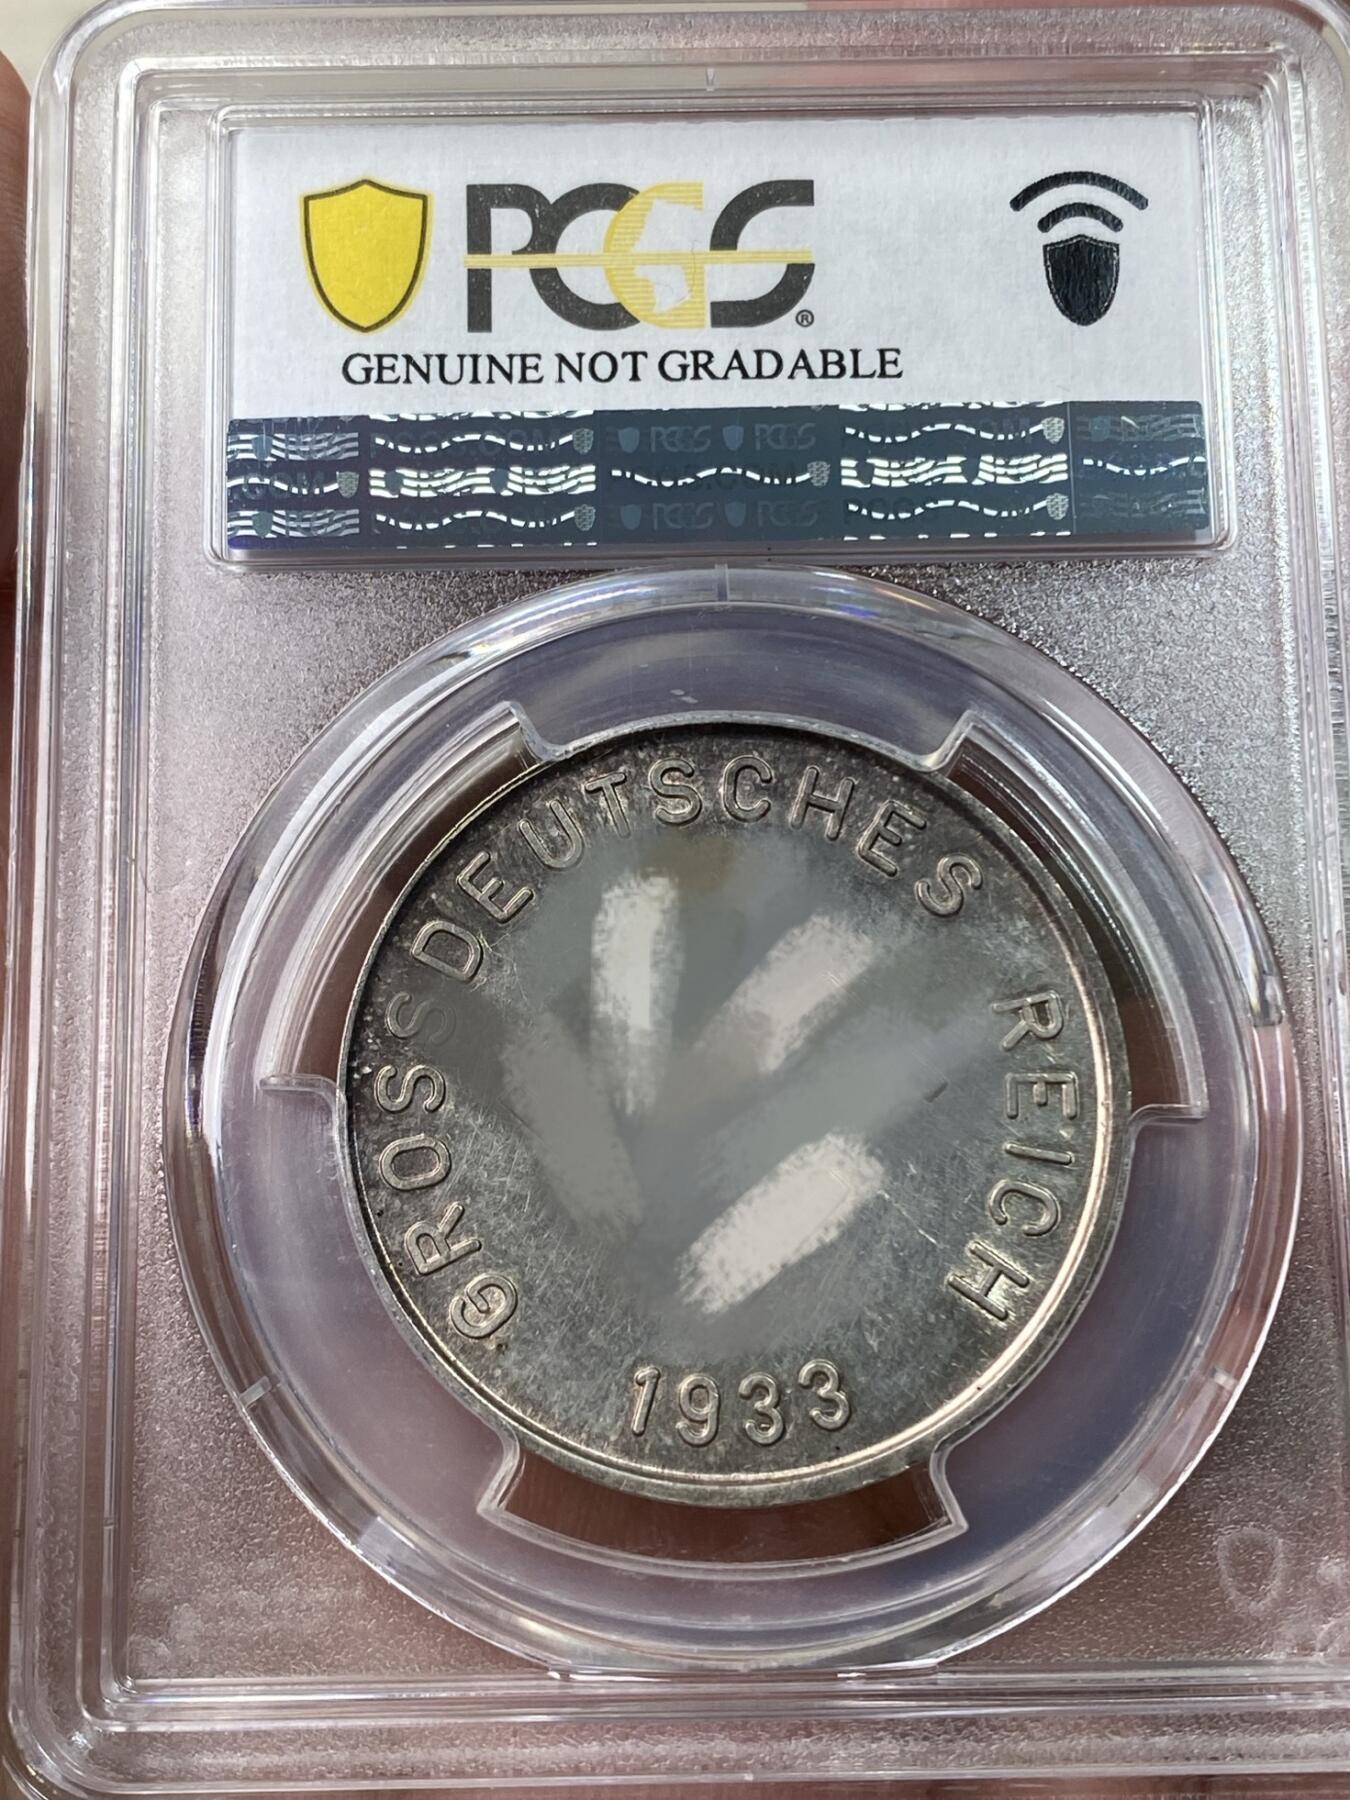 PCGS®
GENUINE NOT GRADABLE
GROSSDEUTSCHES REICH
1933